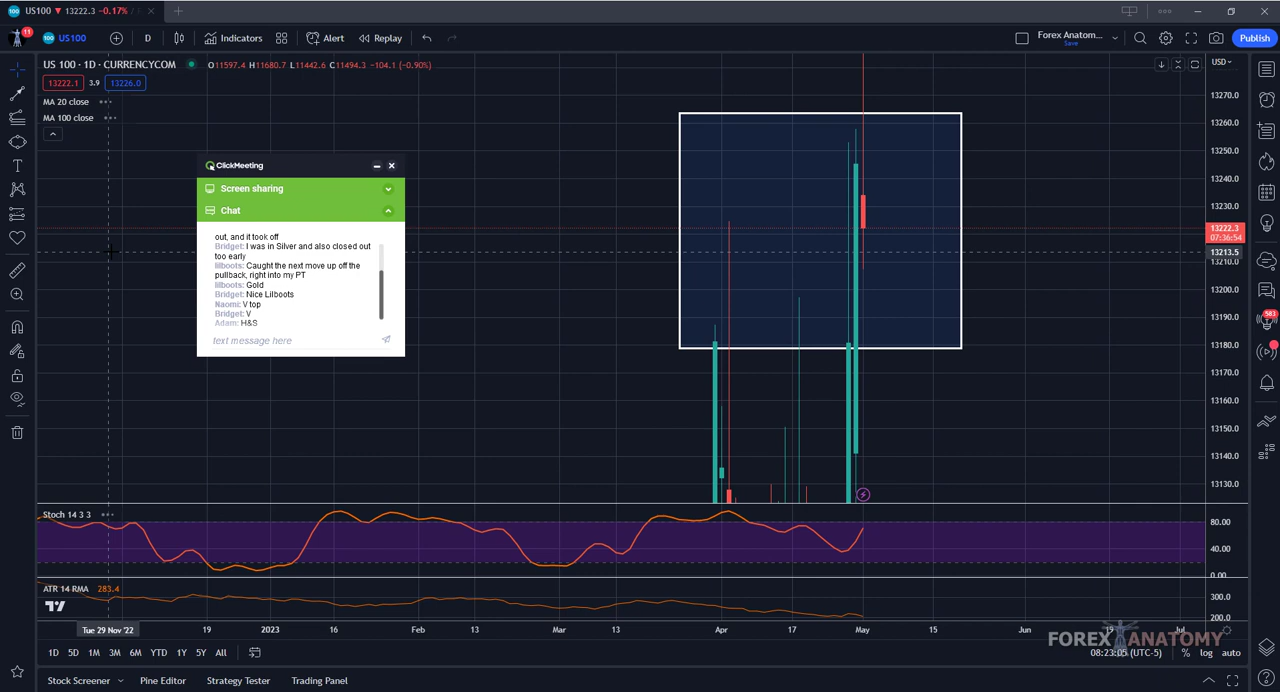 US100 ▼ 13222.3 −0.17% /
11
US100
D
Indicators
Alert
Replay
Forex Anatom...
Save
Publish
US 100 · 1D · CURRENCYCOM
O11597.4 H11680.7 L11442.6 C11494.3 −104.1 (−0.90%)
USD
13222.1 3.9 13226.0
MA 20 close
MA 100 close
13270.0
13260.0
13250.0
13240.0
13230.0
13222.3
07:36:54
13213.5
13210.0
13200.0
13190.0
13180.0
13170.0
13160.0
13150.0
13140.0
13130.0
583
ClickMeeting
Screen sharing
Chat
out, and it took off
Bridget: I was in Silver and also closed out
too early
lilboots: Caught the next move up off the
pullback, right into my PT
lilboots: Gold
Bridget: Nice Lilboots
Naomi: V top
Bridget: V
Adam: H&S
text message here
Stoch 14 3 3
80.00
40.00
0.00
ATR 14 RMA 283.4
300.0
200.0
Tue 29 Nov '22
19 2023 16 Feb 13 Mar 13 Apr 17 May 15 Jun 19 Jul
FOREX ANATOMY
1D 5D 1M 3M 6M YTD 1Y 5Y All
08:23:05 (UTC-5) % log auto
Stock Screener Pine Editor Strategy Tester Trading Panel